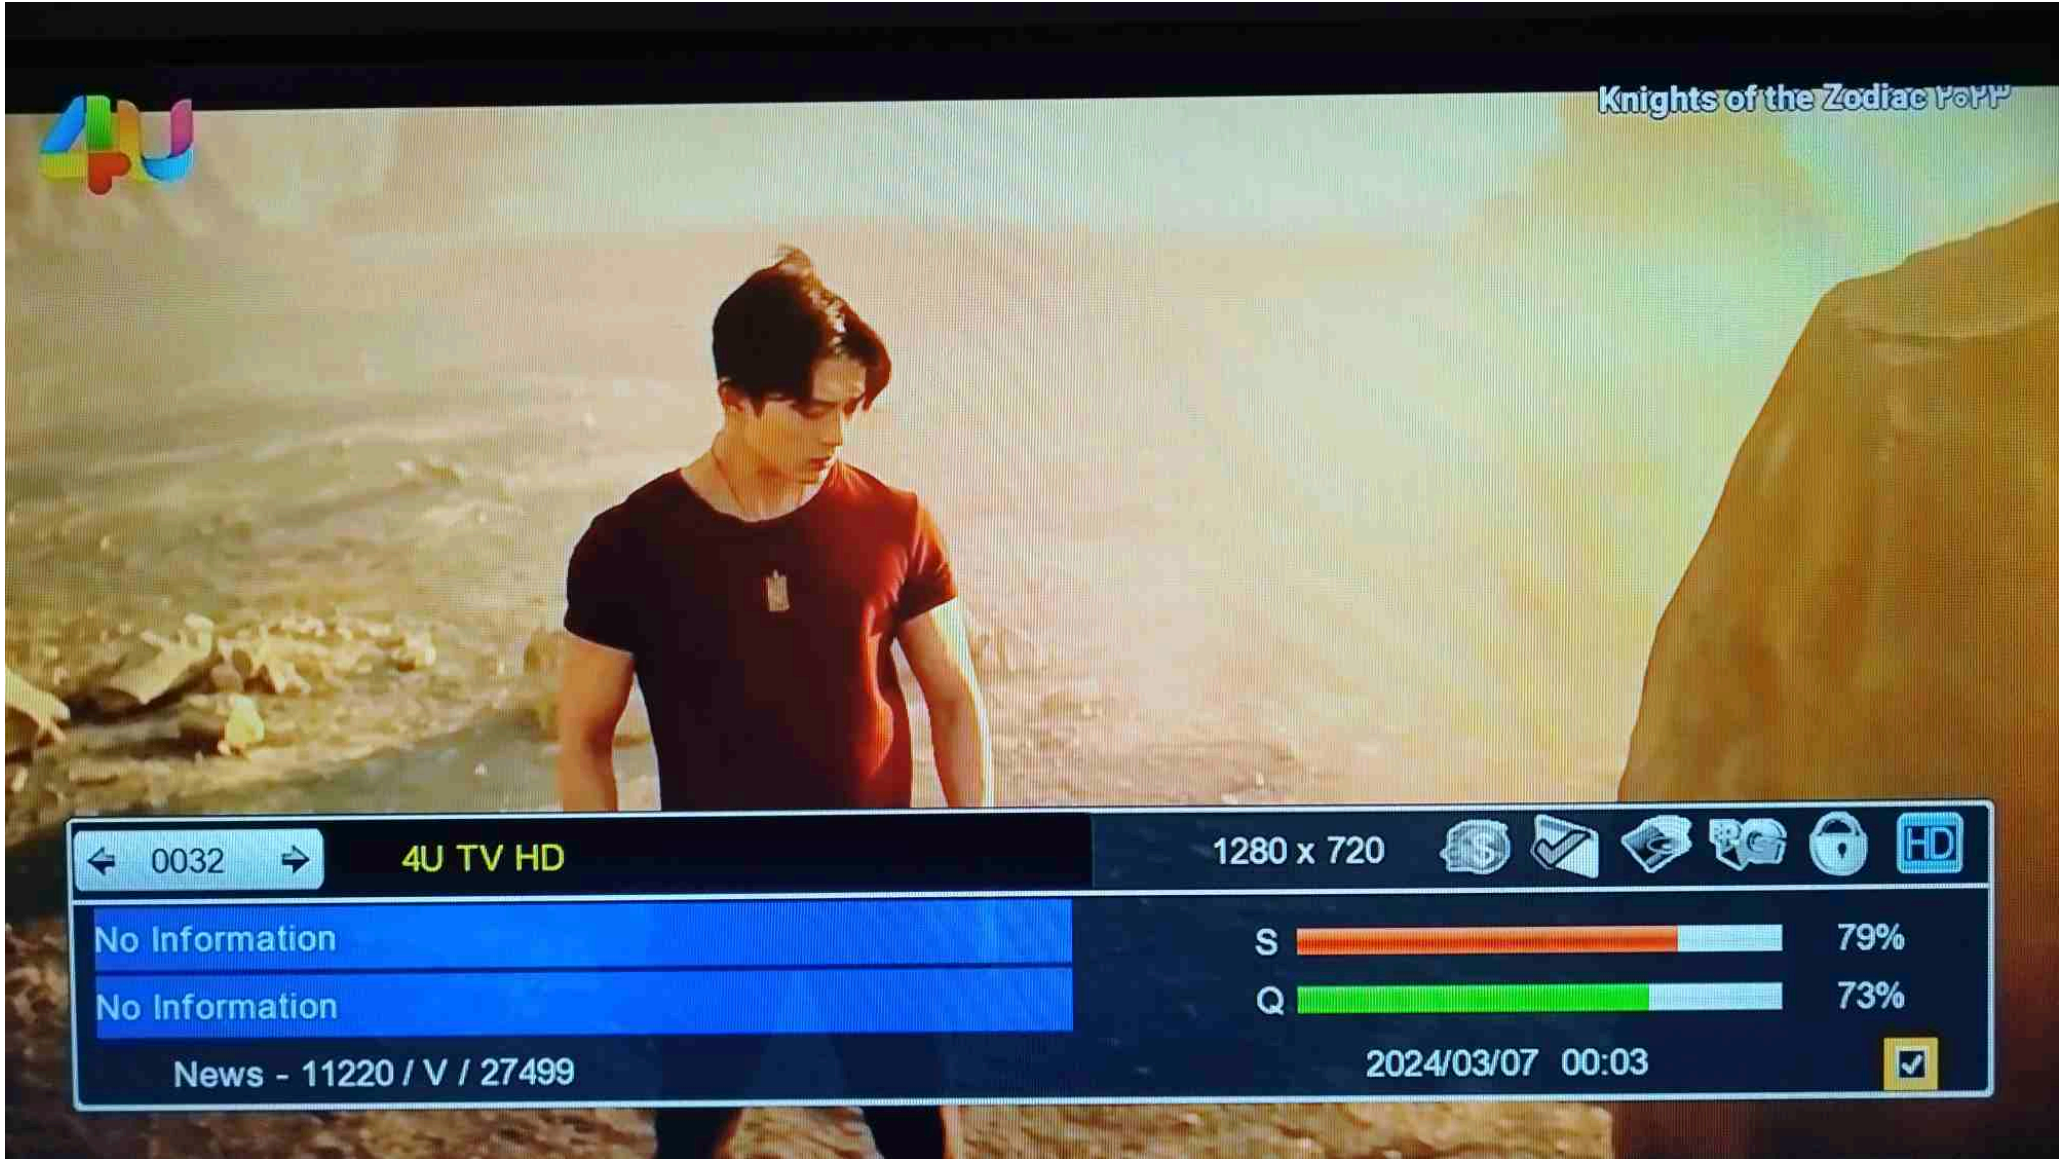 4U
Knights of the Zodiac ۲۰۲۳
0032
4U TV HD
1280 x 720
HD
No Information
S 79%
No Information
Q 73%
News - 11220 / V / 27499
2024/03/07 00:03